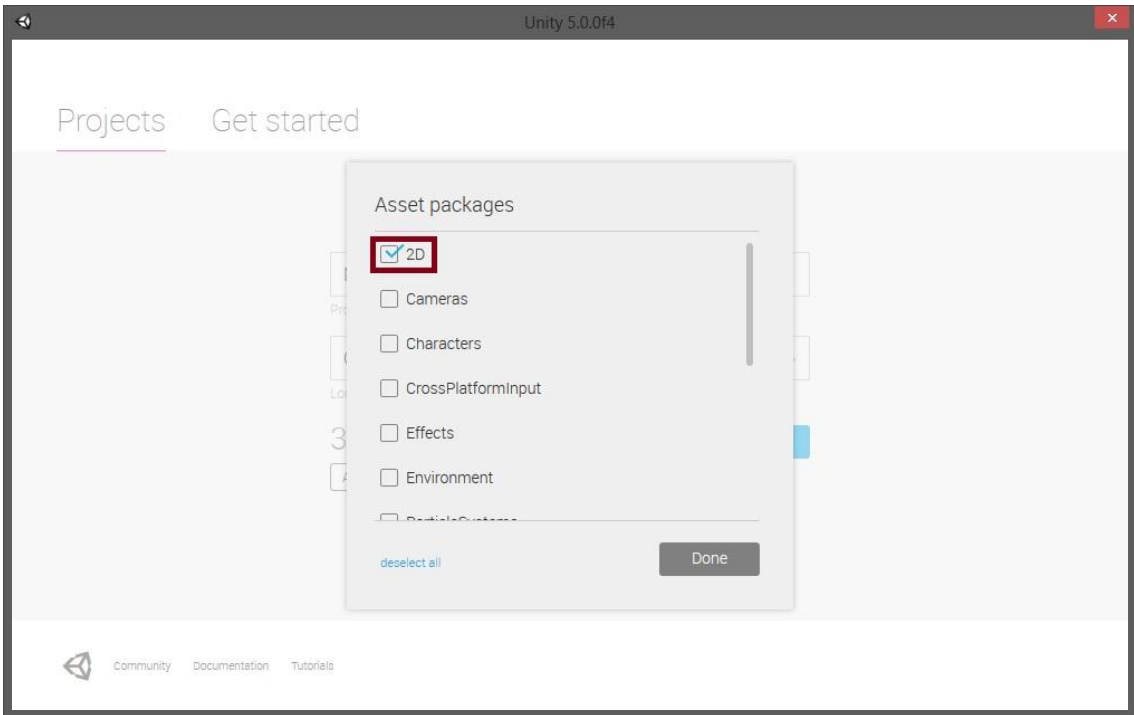 Unity 5.0.0f4
Projects Get started
Asset packages
2D
Cameras
Characters
CrossPlatformInput
Effects
Environment
ParticleSystems
deselect all Done
Community Documentation Tutorials